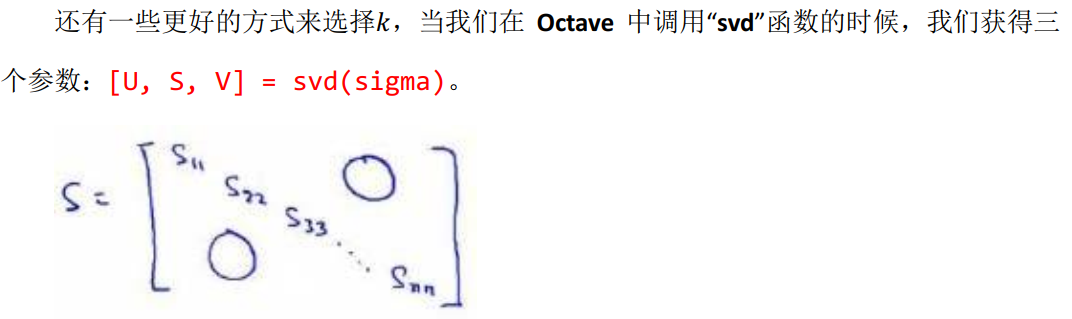 还有一些更好的方式来选择k，当我们在 Octave 中调用“svd”函数的时候，我们获得三
个参数：[U, S, V] = svd(sigma)。
S = [ S11 0
S22
S33
0 ⋱
Snn ]